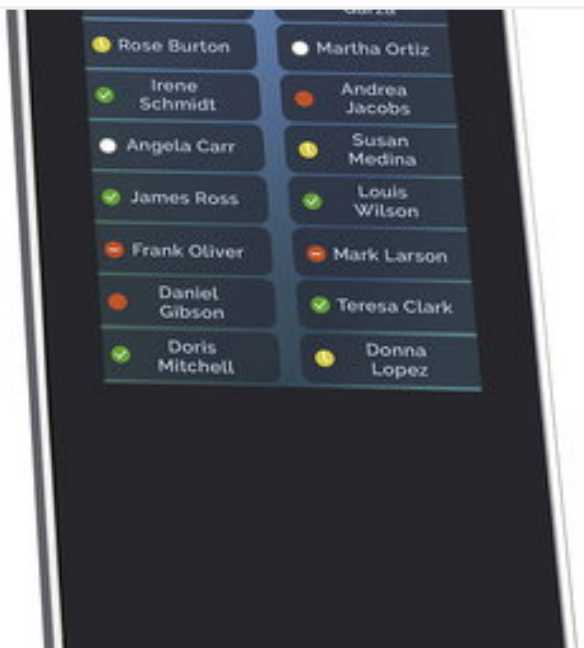 Garza
Rose Burton
Martha Ortiz
Irene
Schmidt
Andrea
Jacobs
Angela Carr
Susan
Medina
James Ross
Louis
Wilson
Frank Oliver
Mark Larson
Daniel
Gibson
Teresa Clark
Doris
Mitchell
Donna
Lopez